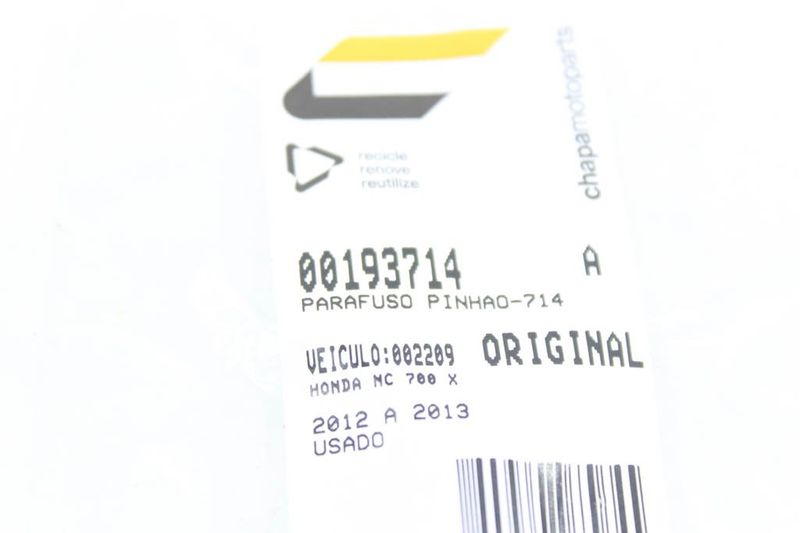 recicle
renove
reutilize
chapamotoparts
00193714 A
PARAFUSO PINHAO-714
VEICULO:002209 ORIGINAL
HONDA NC 700 X
2012 A 2013
USADO